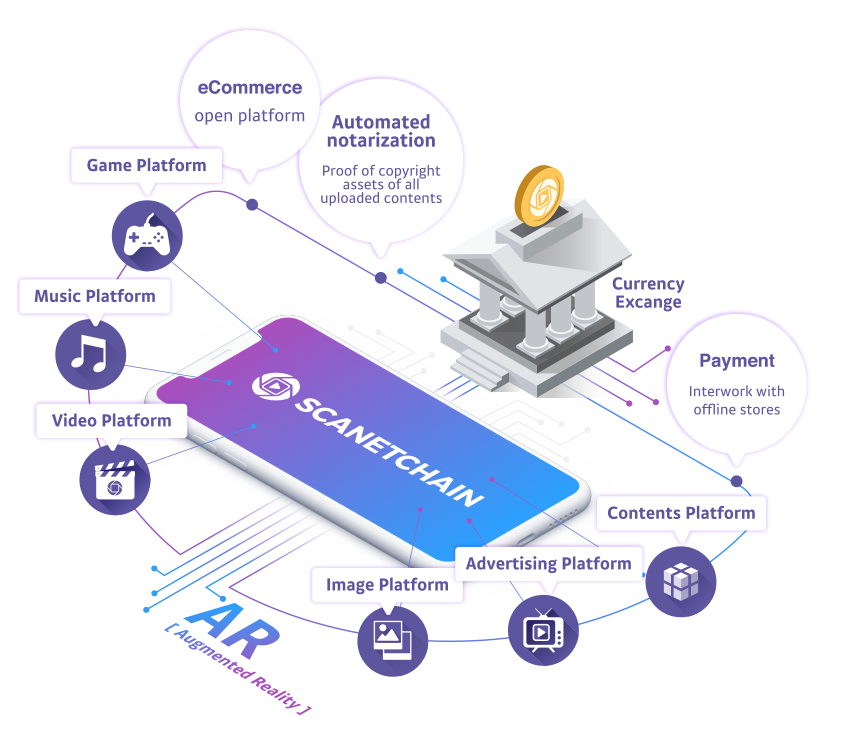 eCommerce
open platform
Automated
notarization
Proof of copyright
assets of all
uploaded contents
Game Platform
Music Platform
Currency
Excange
Payment
Interwork with
offline stores
Video Platform
SCANETCHAIN
Contents Platform
Advertising Platform
Image Platform
AR
[ Augmented Reality ]